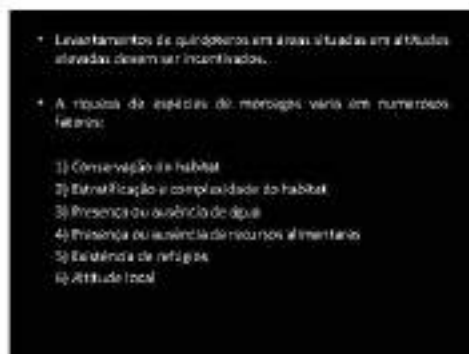 • Levantamentos de quirópteros em áreas situadas em altitudes
elevadas devem ser incentivados.
• A riqueza de espécies de morcegos varia em numerosos
fatores:
1) Conservação do habitat
2) Estratificação e complexidade do habitat
3) Presença ou ausência de água
4) Presença ou ausência de recursos alimentares
5) Existência de refúgios
6) Altitude local